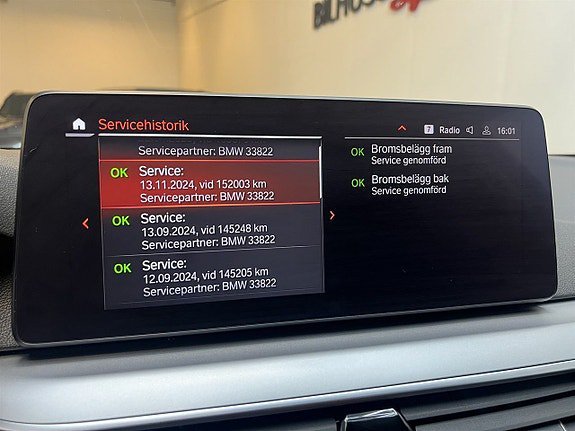 BILHUSE
Servicehistorik
7 Radio 16:01
Servicepartner: BMW 33822
OK Service:
13.11.2024, vid 152003 km
Servicepartner: BMW 33822
OK Service:
13.09.2024, vid 145248 km
Servicepartner: BMW 33822
OK Service:
12.09.2024, vid 145205 km
Servicepartner: BMW 33822
OK Bromsbelägg fram
Service genomförd
OK Bromsbelägg bak
Service genomförd